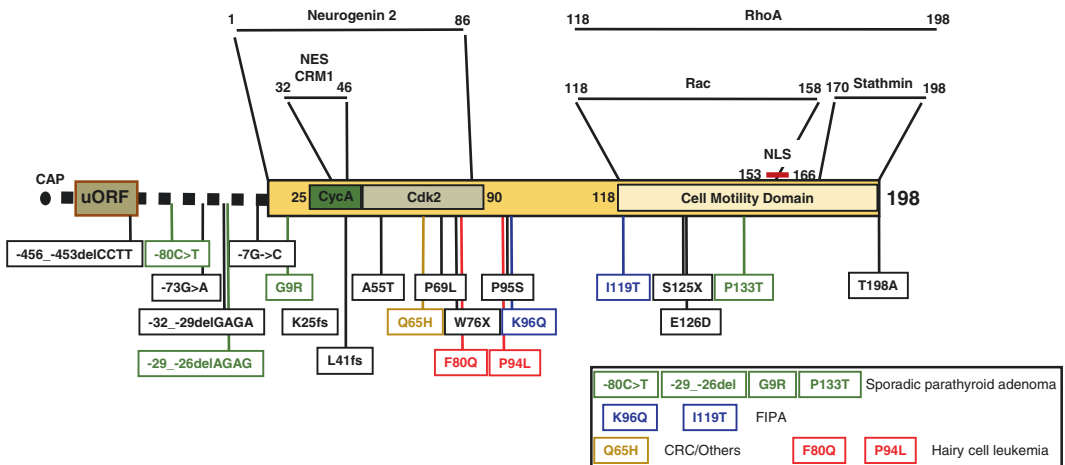 1 Neurogenin 2 86 118 RhoA 198
NES
CRM1
32 46
Rac
118 158 170 Stathmin 198
NLS
153 166
CAP
uORF
25 CycA Cdk2 90 118 Cell Motility Domain 198
-456_-453delCCTT -80C>T -7G->C
-73G>A G9R A55T P69L P95S I119T S125X P133T T198A
-32_-29delGAGA K25fs Q65H W76X K96Q E126D
-29_-26delAGAG L41fs F80Q P94L
-80C>T -29_-26del G9R P133T Sporadic parathyroid adenoma
K96Q I119T FIPA
Q65H CRC/Others F80Q P94L Hairy cell leukemia